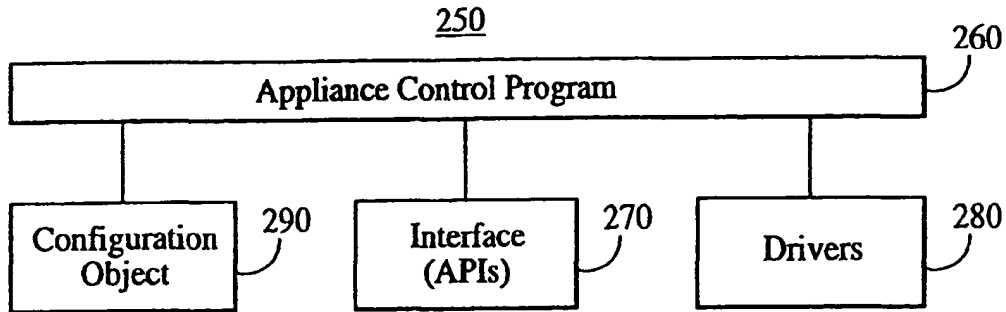 250
260
Appliance Control Program
Configuration
Object
290
Interface
(APIs)
270
Drivers
280